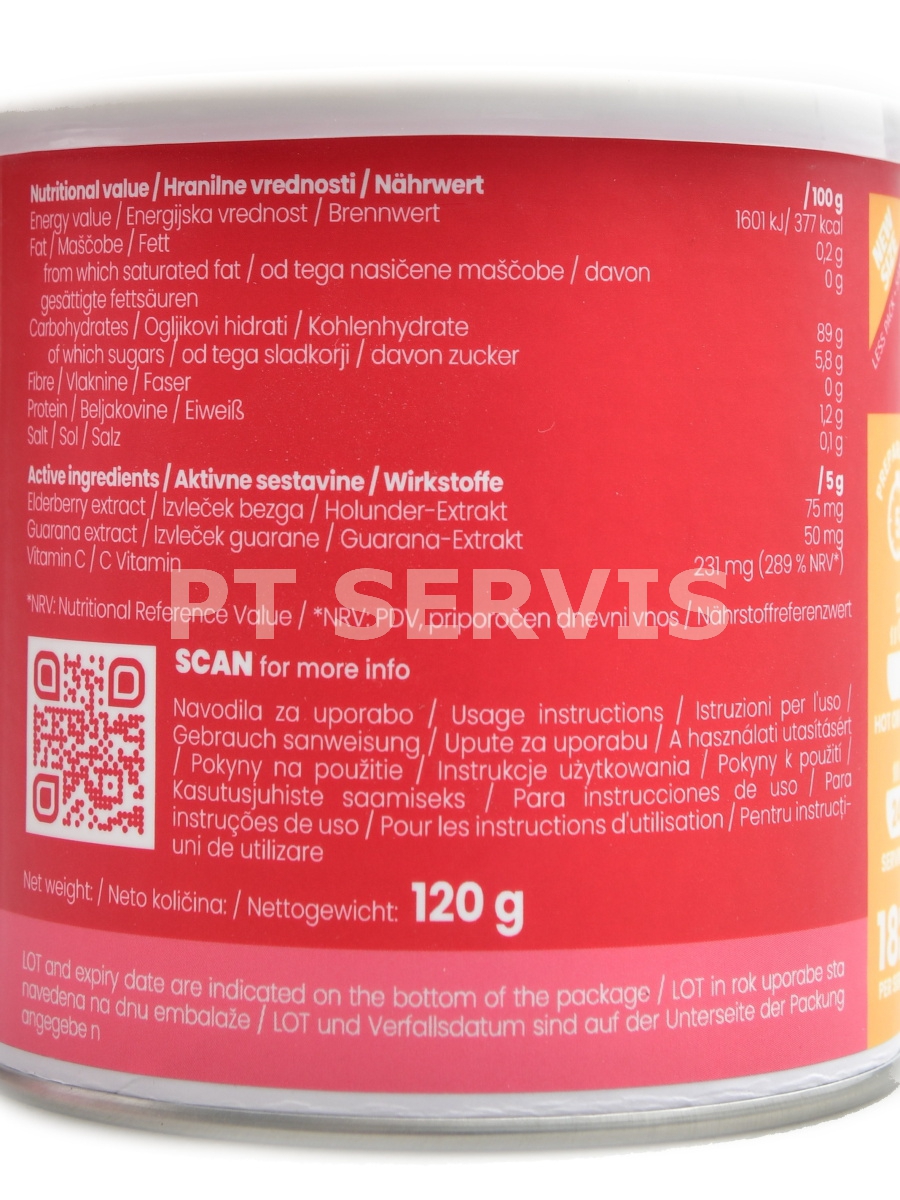 Nutritional value / Hranilne vrednosti / Nährwert / 100 g
Energy value / Energijska vrednost / Brennwert 1601 kJ/ 377 kcal
Fat / Maščobe / Fett 0,2 g
from which saturated fat / od tega nasičene maščobe / davon 0 g
gesättigte fettsäuren
Carbohydrates / Ogljikovi hidrati / Kohlenhydrate 89 g
of which sugars / od tega sladkorji / davon zucker 5,8 g
Fibre / Vlaknine / Faser 0 g
Protein / Beljakovine / Eiweiß 1,2 g
Salt / Sol / Salz 0,1 g
Active ingredients / Aktivne sestavine / Wirkstoffe / 5 g
Elderberry extract / Izvleček bezga / Holunder-Extrakt 75 mg
Guarana extract / Izvleček guarane / Guarana-Extrakt 50 mg
Vitamin C / C Vitamin 231 mg (289 % NRV*)
PT SERVIS
*NRV: Nutritional Reference Value / *NRV: PDV, priporočen dnevni vnos / Nährstoffreferenzwert
SCAN for more info
Navodila za uporabo / Usage instructions / Istruzioni per l'uso /
Gebrauch sanweisung / Upute za uporabu / A használati utasításért
/ Pokyny na použitie / Instrukcje użytkowania / Pokyny k použití /
Kasutusjuhiste saamiseks / Para instrucciones de uso / Para
instruções de uso / Pour les instructions d'utilisation / Pentru instrucți-
uni de utilizare
Net weight: / Neto količina: / Nettogewicht: 120 g
LOT and expiry date are indicated on the bottom of the package / LOT in rok uporabe sta
navedena na dnu embalaže / LOT und Verfallsdatum sind auf der Unterseite der Packung
angegebe n
NEW
LESS PACK
HOT